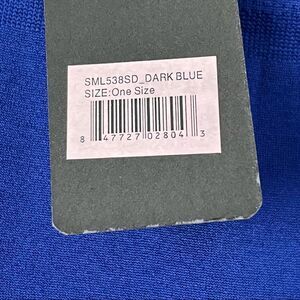 SML538SD_DARK BLUE
SIZE:One Size
8 47727 02804 3